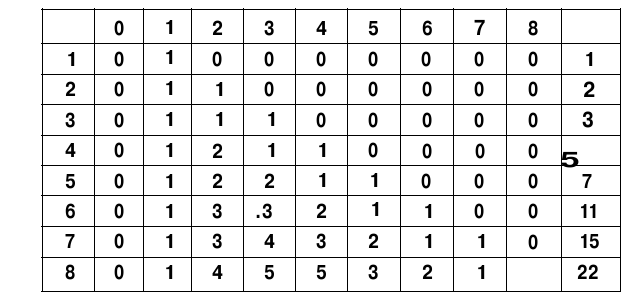 0 1 2 3 4 5 6 7 8
1 0 1 0 0 0 0 0 0 0 1
2 0 1 1 0 0 0 0 0 0 2
3 0 1 1 1 0 0 0 0 0 3
4 0 1 2 1 1 0 0 0 0 5
5 0 1 2 2 1 1 0 0 0 7
6 0 1 3 .3 2 1 1 0 0 11
7 0 1 3 4 3 2 1 1 0 15
8 0 1 4 5 5 3 2 1 22